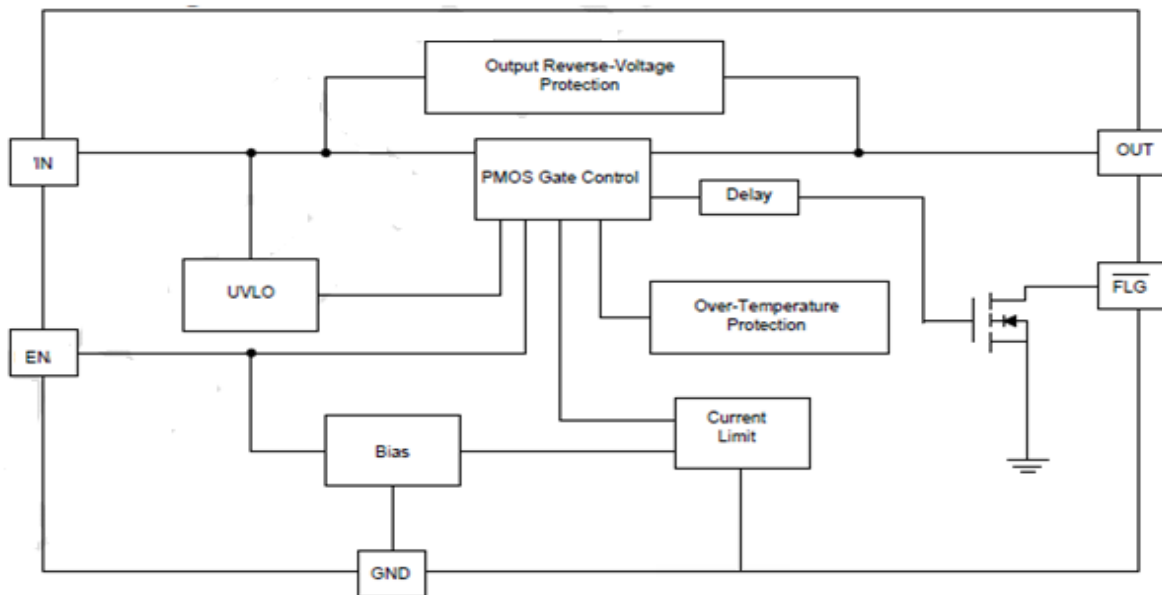 Output Reverse-Voltage
Protection
IN
OUT
PMOS Gate Control
Delay
UVLO
FLG
Over-Temperature
Protection
EN
Current
Limit
Bias
GND